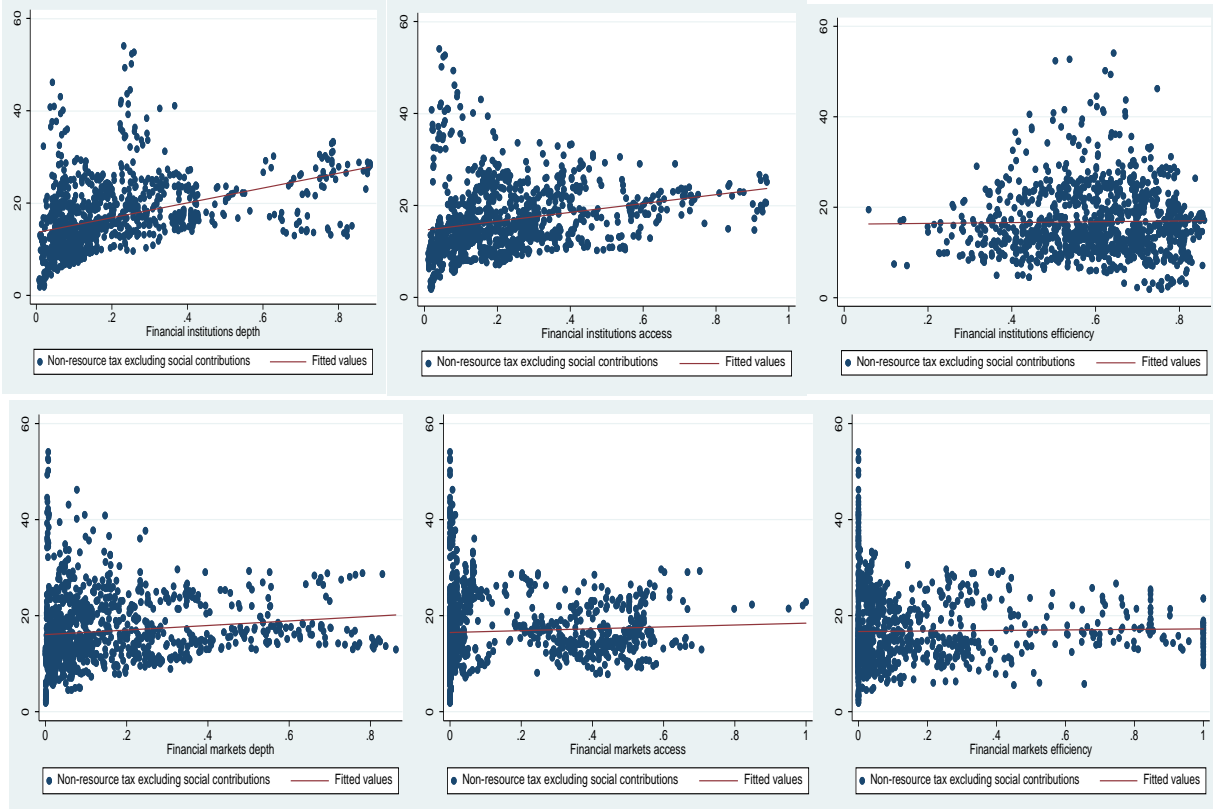 60
40
20
0
0 .2 .4 .6 .8
Financial institutions depth
Non-resource tax excluding social contributions Fitted values
60
40
20
0
0 .2 .4 .6 .8 1
Financial institutions access
Non-resource tax excluding social contributions Fitted values
60
40
20
0
0 .2 .4 .6 .8
Financial institutions efficiency
Non-resource tax excluding social contributions Fitted values
60
40
20
0
0 .2 .4 .6 .8
Financial markets depth
Non-resource tax excluding social contributions Fitted values
60
40
20
0
0 .2 .4 .6 .8 1
Financial markets access
Non-resource tax excluding social contributions Fitted values
60
40
20
0
0 .2 .4 .6 .8 1
Financial markets efficiency
Non-resource tax excluding social contributions Fitted values